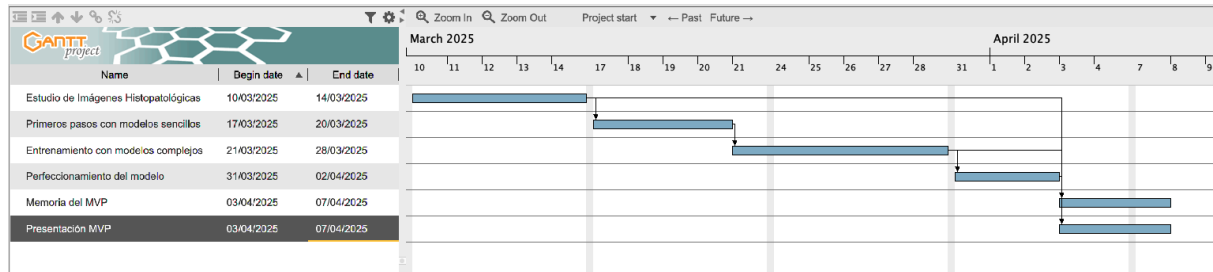 Zoom In Zoom Out Project start ← Past Future →
GANTT project
March 2025 April 2025
10 11 12 13 14 17 18 19 20 21 24 25 26 27 28 31 1 2 3 4 7 8 9
Name Begin date End date
Estudio de Imágenes Histopatológicas 10/03/2025 14/03/2025
Primeros pasos con modelos sencillos 17/03/2025 20/03/2025
Entrenamiento con modelos complejos 21/03/2025 28/03/2025
Perfeccionamiento del modelo 31/03/2025 02/04/2025
Memoria del MVP 03/04/2025 07/04/2025
Presentación MVP 03/04/2025 07/04/2025